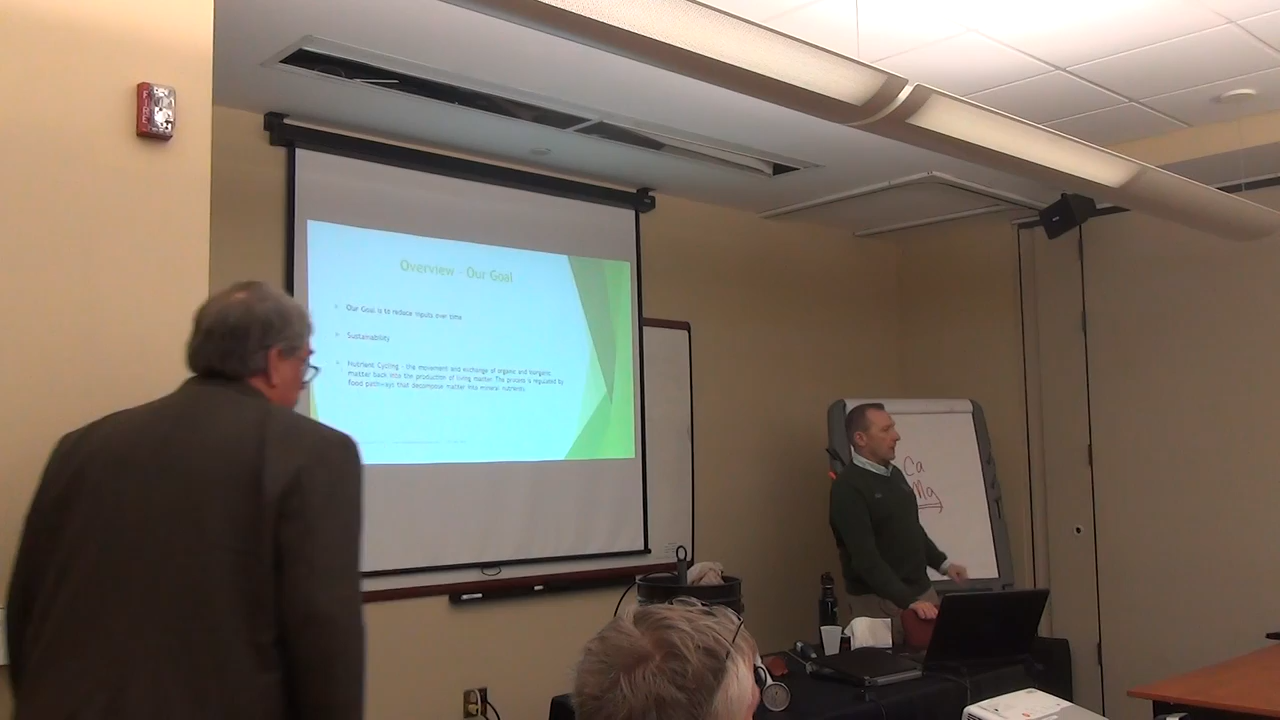 FIRE
Overview - Our Goal
Our Goal is to reduce inputs over time
Sustainability
Nutrient Cycling - the movement and exchange of organic and inorganic
matter back into the production of living matter. The process is regulated by
food pathways that decompose matter into mineral nutrients.
Ca
Mg